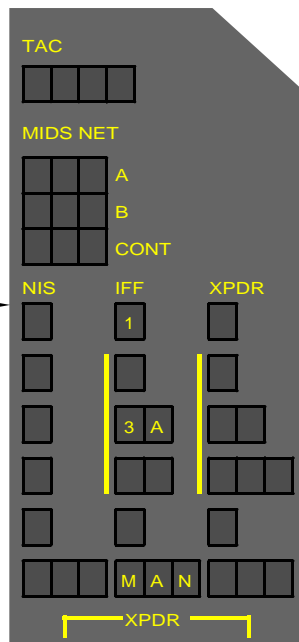 TAC
MIDS NET
A
B
CONT
NIS IFF XPDR
1
3 A
M A N
XPDR